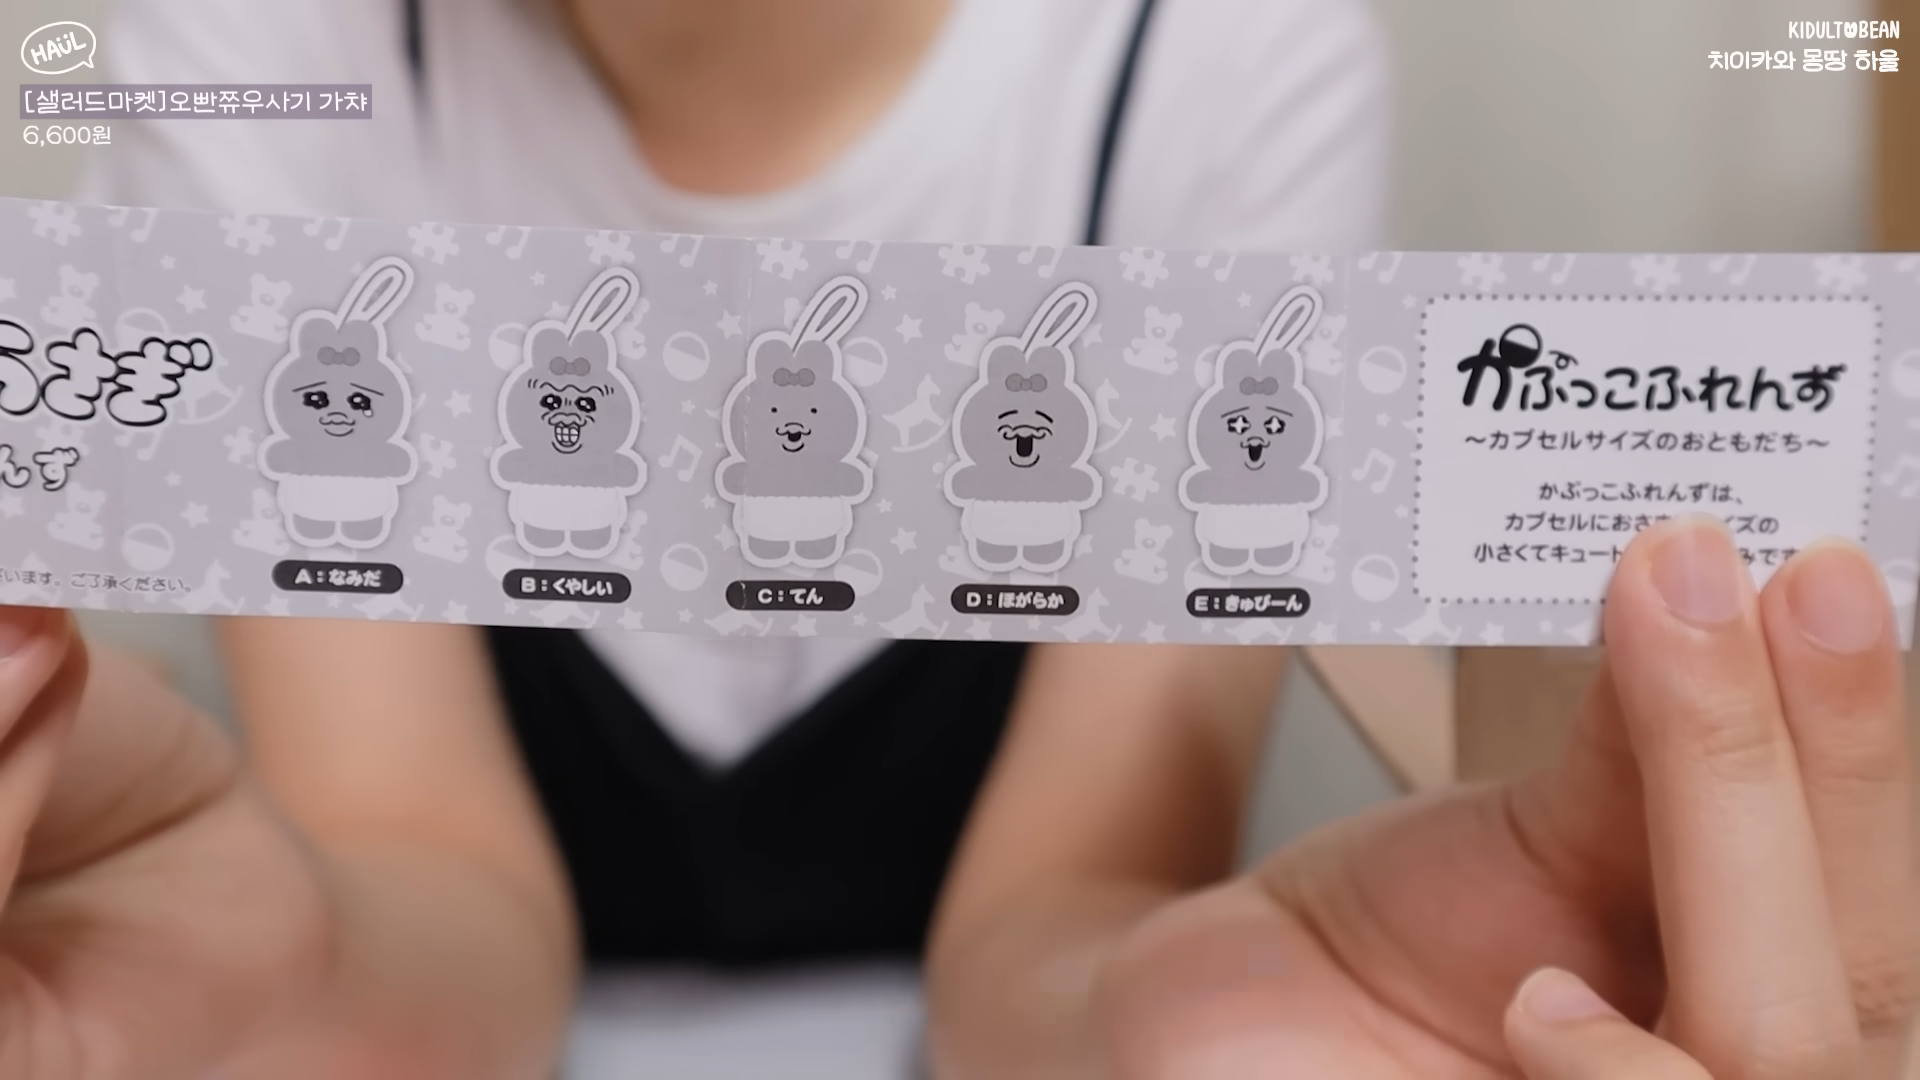 HAUL
[샐러드마켓]오빤쮸우사기 가챠
6,600원
KIDULTBEAN
치이카와 몽땅 하울
うさぎ
んず
います。ご了承ください。
A:なみだ
B:くやしい
C:てん
D:ほがらか
E:きゅぴーん
かぷっこふれんず
～カプセルサイズのおともだち～
かぷっこふれんずは、
カプセルにおさ ズの
小さくてキュート みです